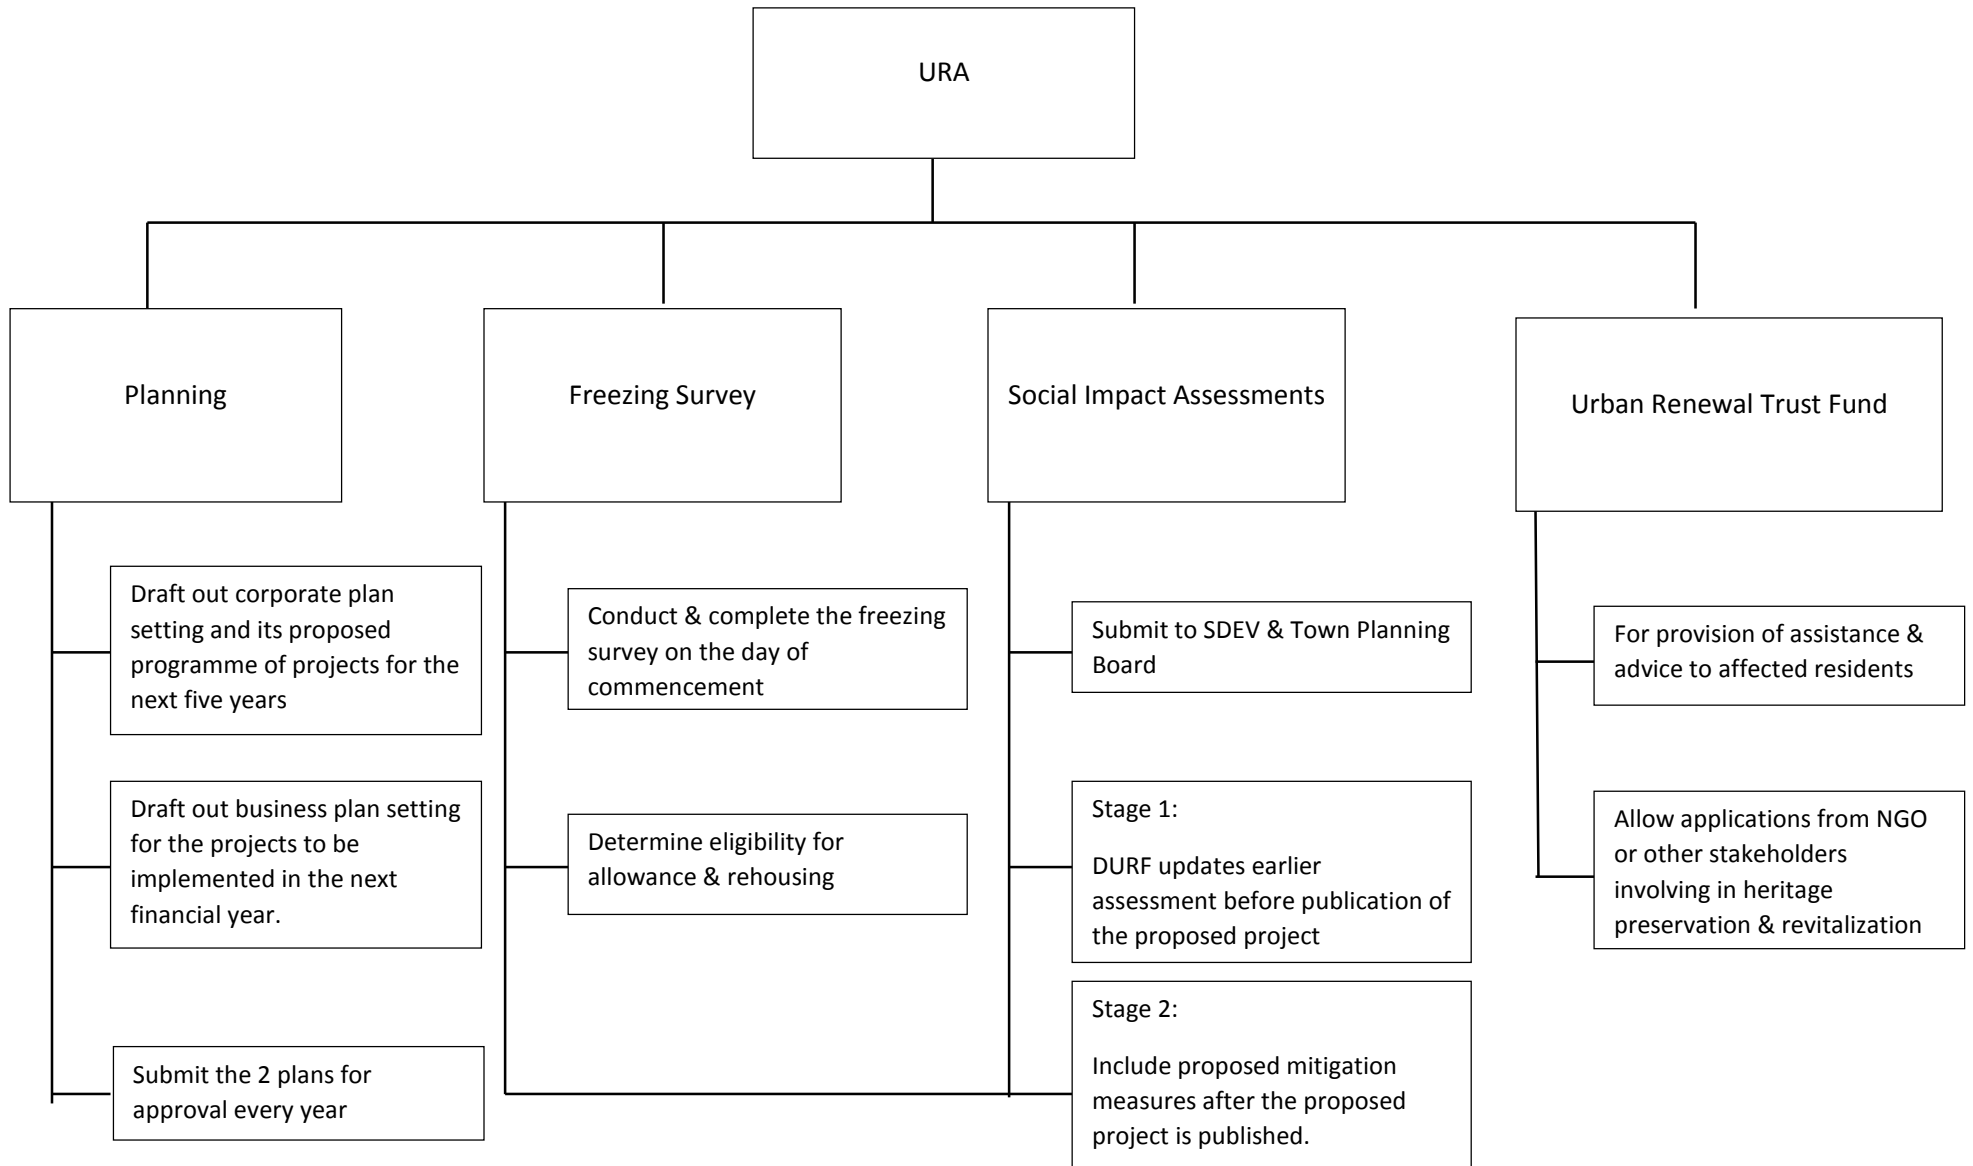 URA
Planning
Freezing Survey
Social Impact Assessments
Urban Renewal Trust Fund
Draft out corporate plan
setting and its proposed
programme of projects for the
next five years
Draft out business plan setting
for the projects to be
implemented in the next
financial year.
Submit the 2 plans for
approval every year
Conduct & complete the freezing
survey on the day of
commencement
Determine eligibility for
allowance & rehousing
Submit to SDEV & Town Planning
Board
Stage 1:
DURF updates earlier
assessment before publication of
the proposed project
Stage 2:
Include proposed mitigation
measures after the proposed
project is published.
For provision of assistance &
advice to affected residents
Allow applications from NGO
or other stakeholders
involving in heritage
preservation & revitalization